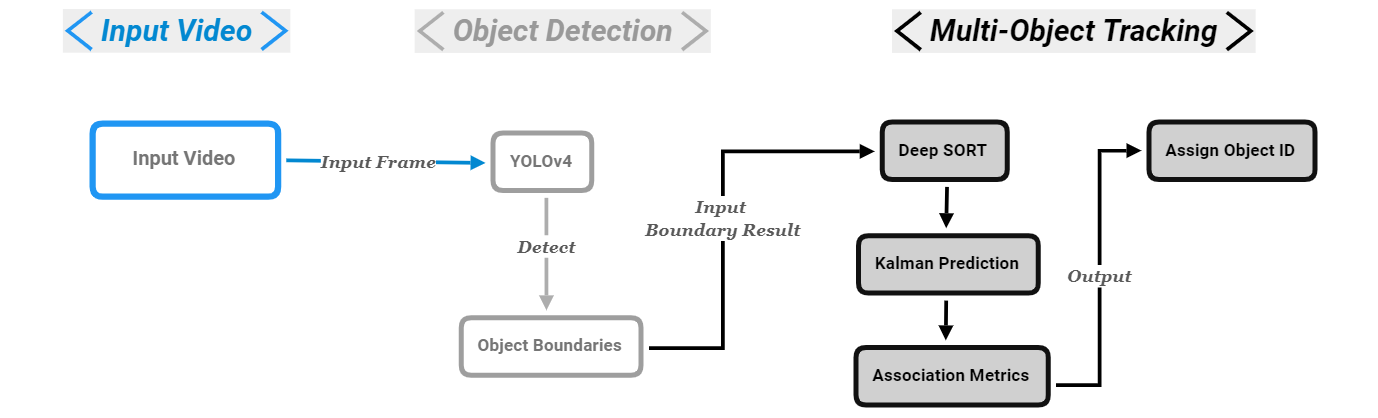 Input Video
Object Detection
Multi-Object Tracking
Input Video
Input Frame
YOLOv4
Detect
Object Boundaries
Input
Boundary Result
Deep SORT
Kalman Prediction
Association Metrics
Output
Assign Object ID